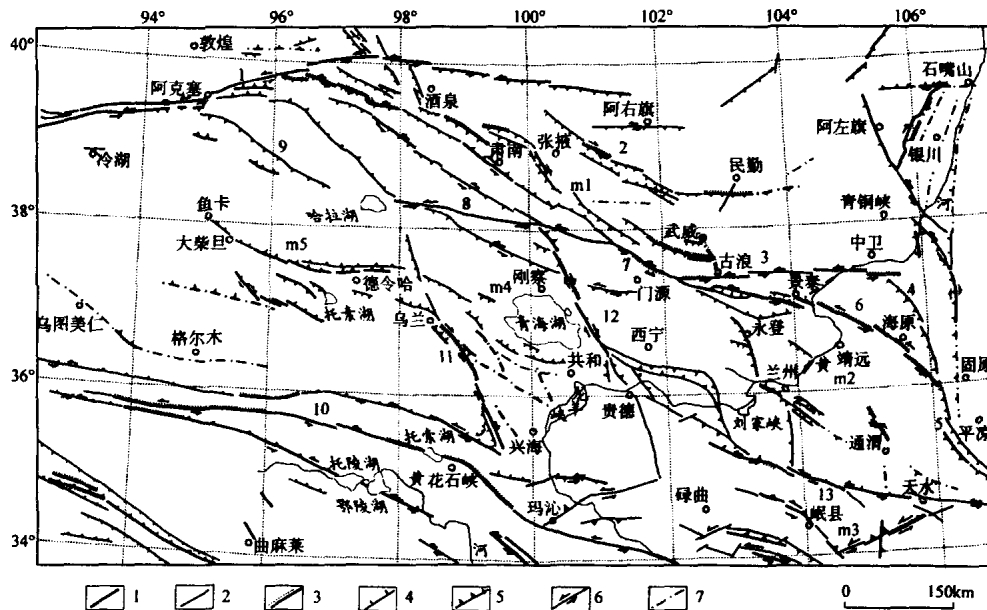 94° 96° 98° 100° 102° 104° 106°
40°
敦煌
石嘴山
1
阿克塞
酒泉
阿右旗
阿左旗
张掖
2
银川
冷湖
9
肃南
民勤
m1
青铜峡
河
38°
鱼卡
哈拉湖
8
武威
中卫
大柴旦
m5
刚察
7
古浪
3
德令哈
m4
门源
景泰
4
乌图美仁
托素湖
乌兰
青海湖
12
6
海原
格尔木
西宁
永登
11
共和
黄
靖远
固原
36°
兰州
m2
10
贵德
刘家峡
托索湖
兴海
通渭
5
平凉
托陵湖
黄花石峡
13
天水
鄂陵湖
玛沁
碌曲
岷县
m3
34°
曲麻莱
河
1 2 3 4 5 6 7
0 150km